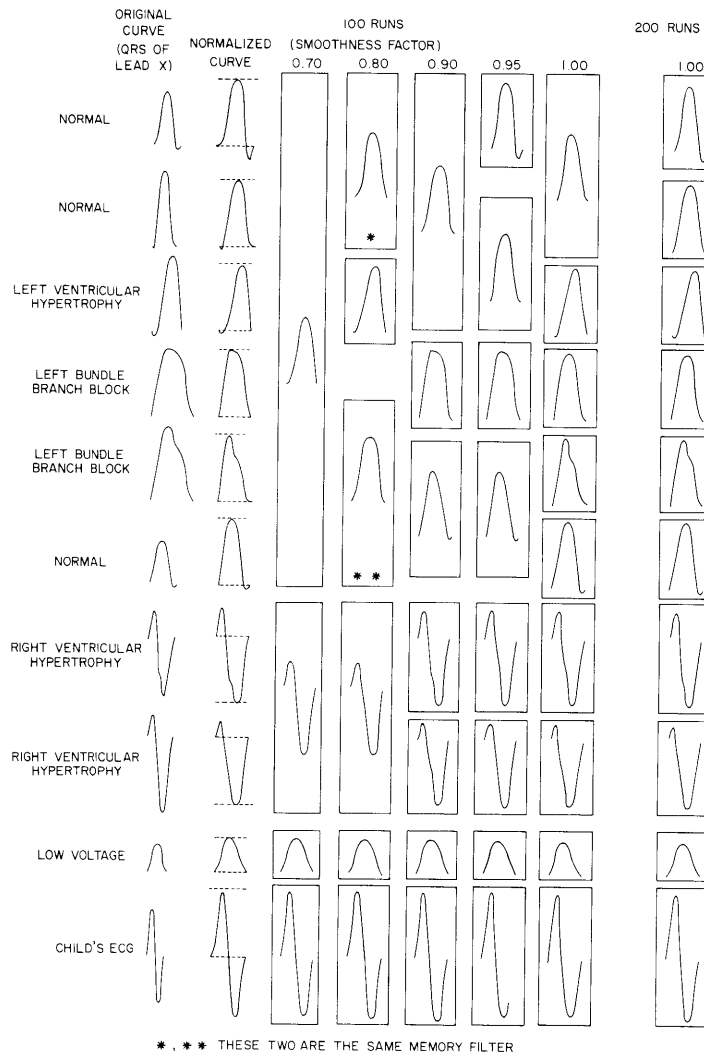 ORIGINAL
CURVE
(QRS OF
LEAD X)
NORMALIZED
CURVE
100 RUNS
(SMOOTHNESS FACTOR)
0.70 0.80 0.90 0.95 1.00
200 RUNS
1.00
NORMAL
*
NORMAL
LEFT VENTRICULAR
HYPERTROPHY
LEFT BUNDLE
BRANCH BLOCK
LEFT BUNDLE
BRANCH BLOCK
NORMAL
* *
RIGHT VENTRICULAR
HYPERTROPHY
RIGHT VENTRICULAR
HYPERTROPHY
LOW VOLTAGE
CHILD'S ECG
* , * * THESE TWO ARE THE SAME MEMORY FILTER